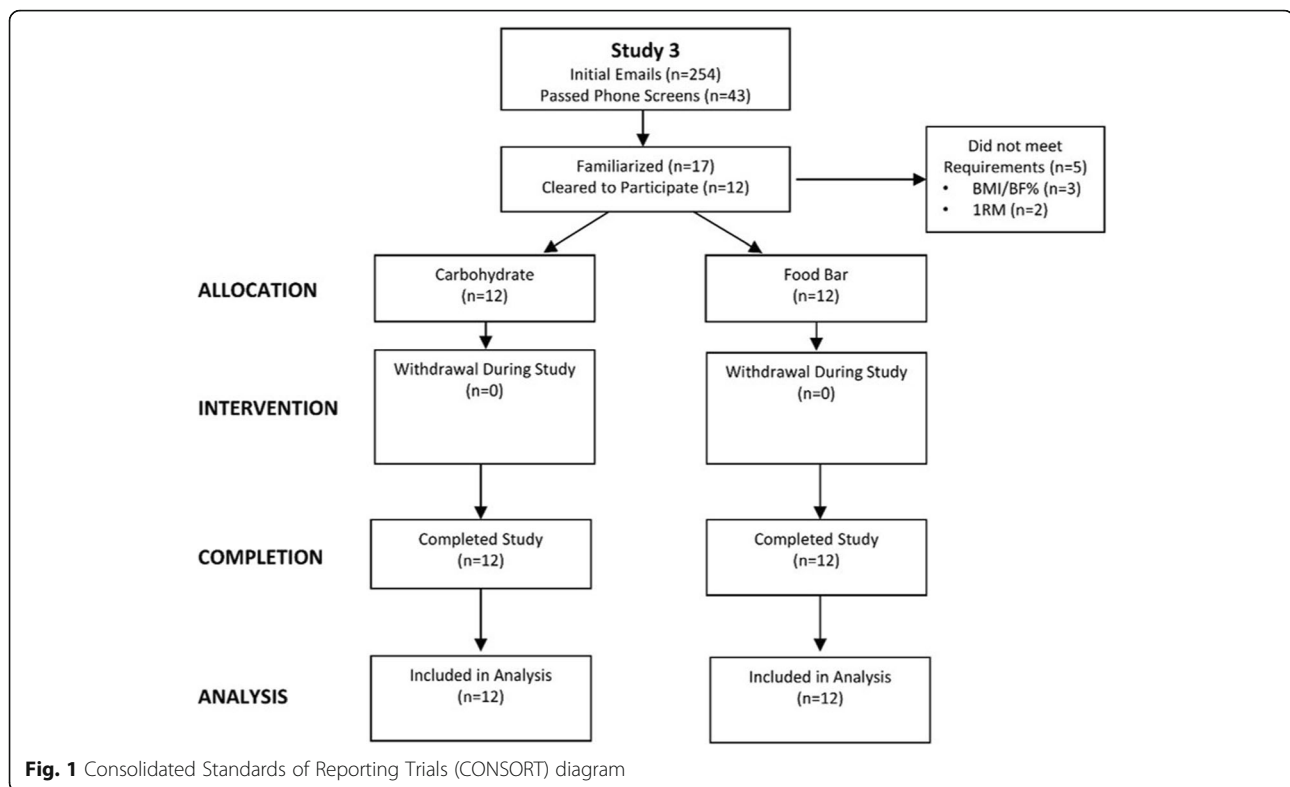 Study 3
Initial Emails (n=254)
Passed Phone Screens (n=43)
Familiarized (n=17)
Cleared to Participate (n=12)
Did not meet
Requirements (n=5)
• BMI/BF% (n=3)
• 1RM (n=2)
ALLOCATION
Carbohydrate
(n=12)
Food Bar
(n=12)
INTERVENTION
Withdrawal During Study
(n=0)
Withdrawal During Study
(n=0)
COMPLETION
Completed Study
(n=12)
Completed Study
(n=12)
ANALYSIS
Included in Analysis
(n=12)
Included in Analysis
(n=12)
Fig. 1 Consolidated Standards of Reporting Trials (CONSORT) diagram